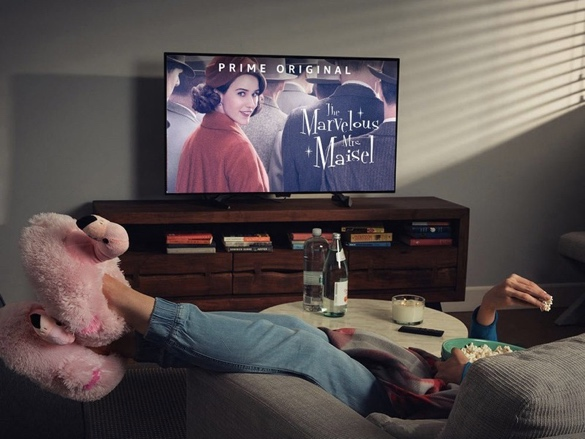 PRIME ORIGINAL
The
Marvelous
Mrs.
Maisel